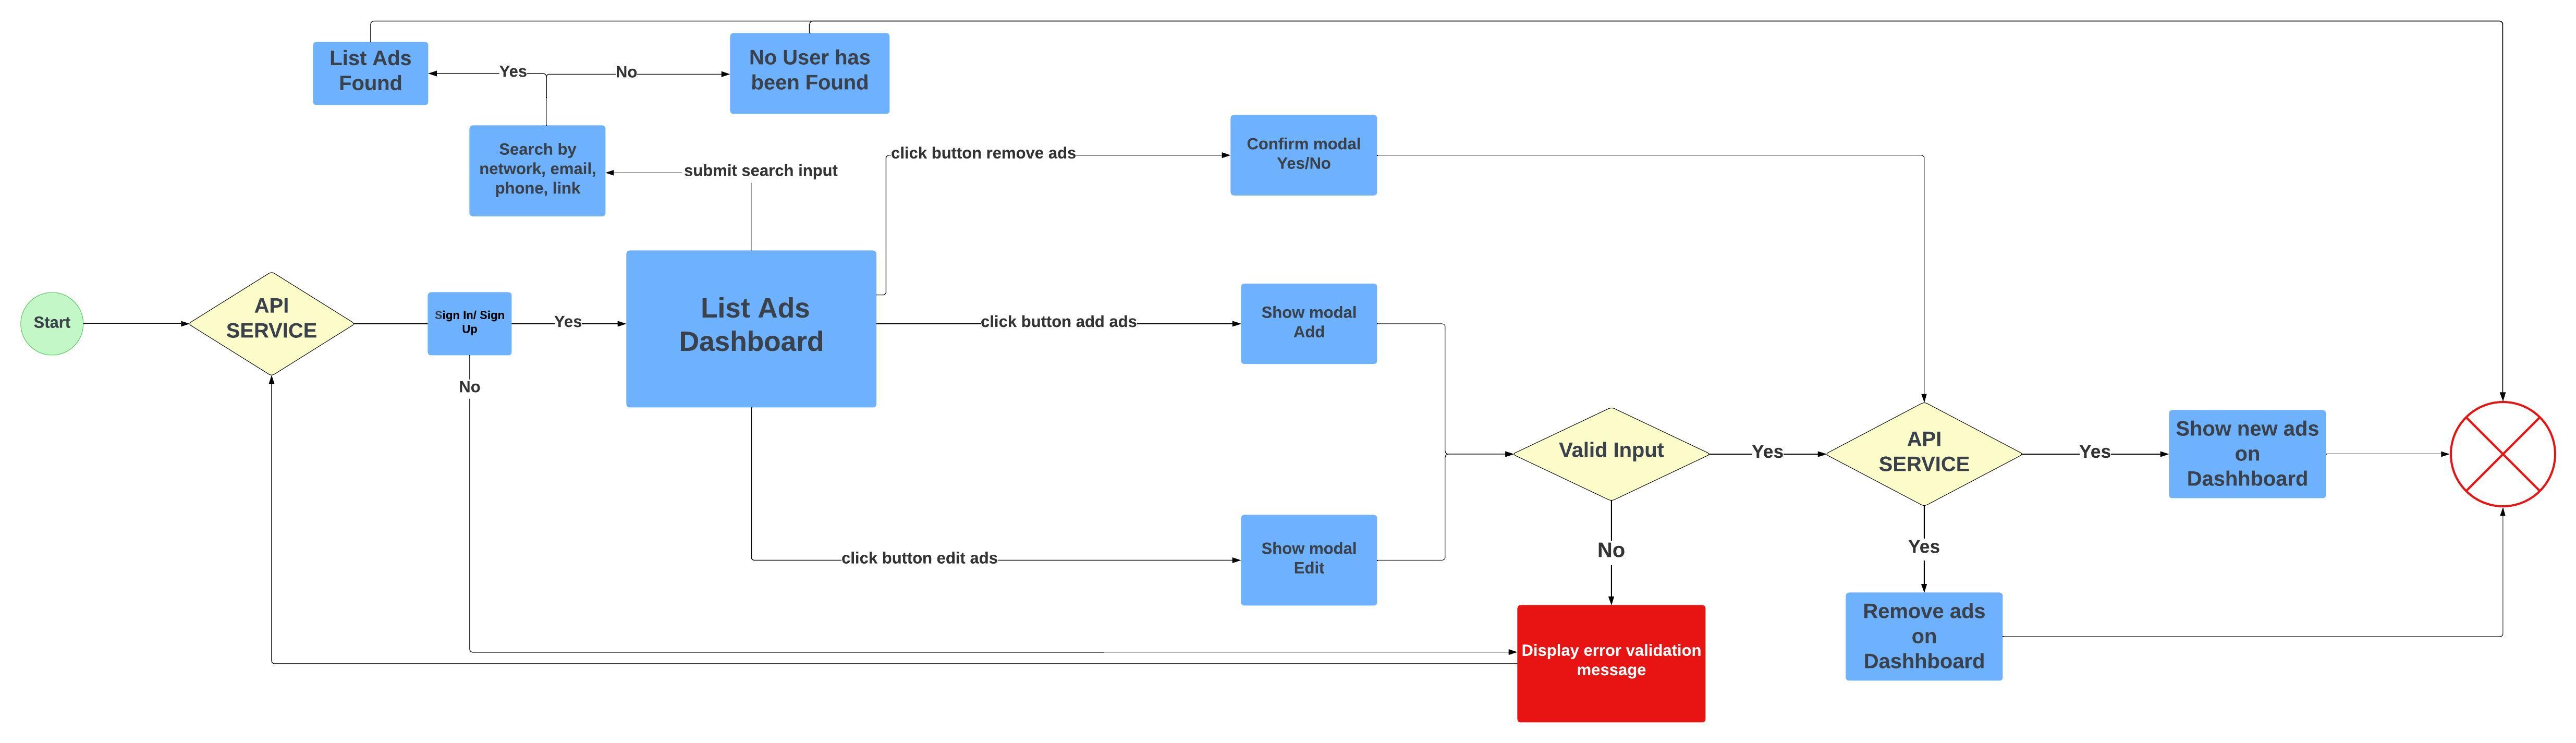 List Ads
Found
Yes
No
No User has
been Found
Search by
network, email,
phone, link
submit search input
click button remove ads
Confirm modal
Yes/No
Start
API
SERVICE
Sign In/ Sign
Up
Yes
No
List Ads
Dashboard
click button add ads
Show modal
Add
click button edit ads
Show modal
Edit
Valid Input
Yes
No
Display error validation
message
API
SERVICE
Yes
Show new ads
on
Dashhboard
Yes
Remove ads
on
Dashhboard